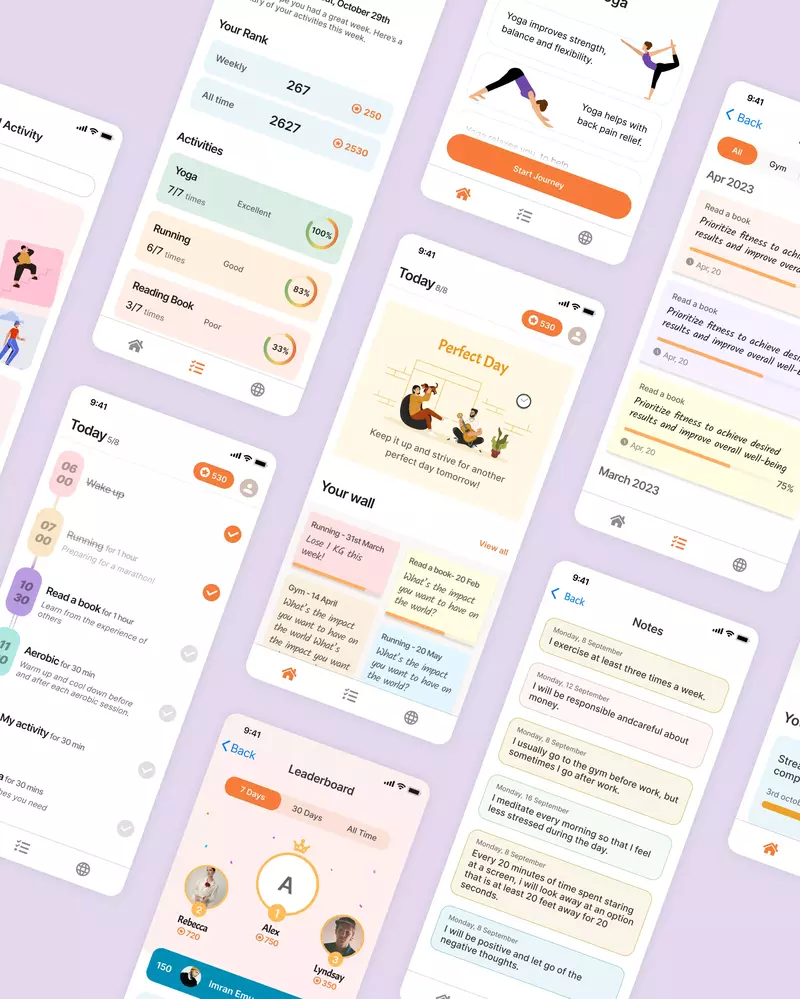 l Activity
t, October 29th
pe you had a great week. Here's a
ary of your activities this week.
Your Rank
Weekly
267
250
All time
2627
2530
Activities
Yoga
7/7 times
Excellent
100%
Running
6/7 times
Good
83%
Reading Book
3/7 times
Poor
33%
oga
Yoga improves strength,
balance and flexibility.
Yoga helps with
back pain relief.
Yoga relaxes you, to help
Start Journey
9:41
Back
All
Gym
Apr 2023
Read a book
Prioritize fitness to achiev
results and improve overall
Apr, 20
Read a book
Prioritize fitness to achieve desired
results and improve overall well-being
Apr, 20
Read a book
Prioritize fitness to achieve desired
results and improve overall well-being
Apr, 20
75%
March 2023
9:41
Today 8/8
530
Perfect Day
Keep it up and strive for another
perfect day tomorrow!
Your wall
View all
Running - 31st March
Lose 1 KG this
week!
Read a book- 20 Feb
What's the impact
you want to have on
the world?
Gym - 14 April
What's the impact
you want to have on
the world What's
the impact you want
Running - 20 May
What's the impact
you want to have on
the world?
9:41
Today 5/8
530
06
00
Wake up
07
00
Running for 1 hour
Preparing for a marathon!
10
30
Read a book for 1 hour
Learn from the experience of
others
11
0
Aerobic for 30 min
Warm up and cool down before
and after each aerobic session.
My activity for 30 min
a for 30 mins
bes you need
9:41
Back
Leaderboard
7 Days
30 Days
All Time
A
1
Alex
750
2
Rebecca
720
3
Lyndsay
350
150
Imran Em
9:41
Back
Notes
Monday, 8 September
I exercise at least three times a week.
Monday, 12 September
I will be responsible andcareful about
money.
Monday, 8 September
I usually go to the gym before work, but
sometimes I go after work.
Monday, 16 September
I meditate every morning so that I feel
less stressed during the day.
Monday, 8 September
Every 20 minutes of time spent staring
at a screen, i will look away at an option
that is at least 20 feet away for 20
seconds.
Monday, 8 September
I will be positive and let go of the
negative thoughts.
Yo
Strea
comp
3rd octob